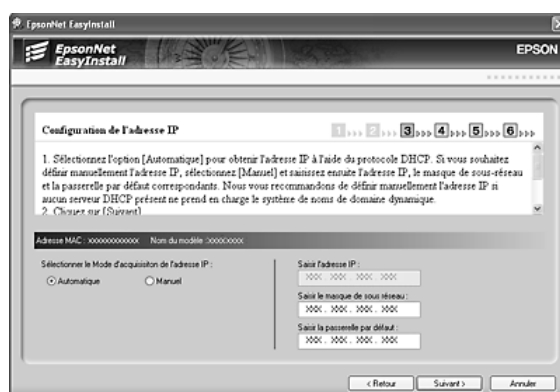 EpsonNet EasyInstall
EpsonNet
EasyInstall
EPSON
Configuration de l'adresse IP
1 2 3 4 5 6
1. Sélectionnez l'option [Automatique] pour obtenir l'adresse IP à l'aide du protocole DHCP. Si vous souhaitez
définir manuellement l'adresse IP, sélectionnez [Manuel] et saisissez ensuite l'adresse IP, le masque de sous-réseau
et la passerelle par défaut correspondants. Nous vous recommandons de définir manuellement l'adresse IP si
aucun serveur DHCP présent ne prend en charge le système de noms de domaine dynamique.
2. Cliquez sur [Suivant]
Adresse MAC : XXXXXXXXXXXX Nom du modèle :XXXXXXXX
Sélectionner le Mode d'acquisiton de l'adresse IP :
Automatique Manuel
Saisir l'adresse IP :
XXX . XXX . XXX . XXX
Saisir le masque de sous réseau :
XXX . XXX . XXX . XXX
Saisir la passerelle par défaut :
XXX . XXX . XXX . XXX
< Retour Suivant > Annuler